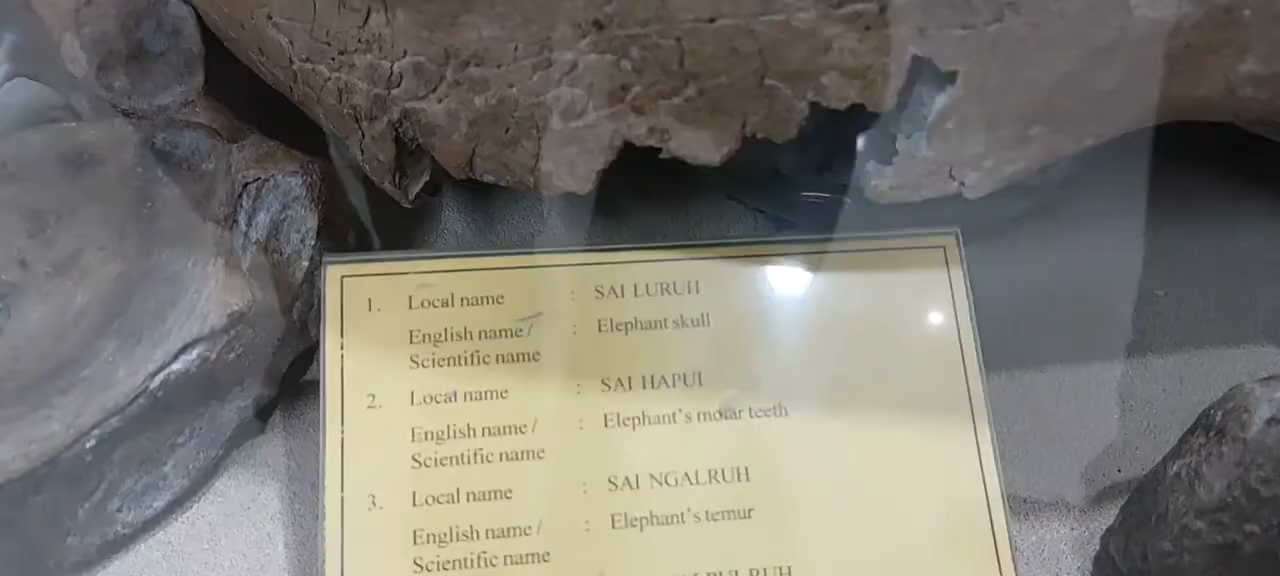 1. Local name : SAI LURUH
English name / : Elephant skull
Scientific name
2. Local name : SAI HAPUI
English name / : Elephant's molar teeth
Scientific name
3. Local name : SAI NGALRUH
English name / : Elephant's temur
Scientific name